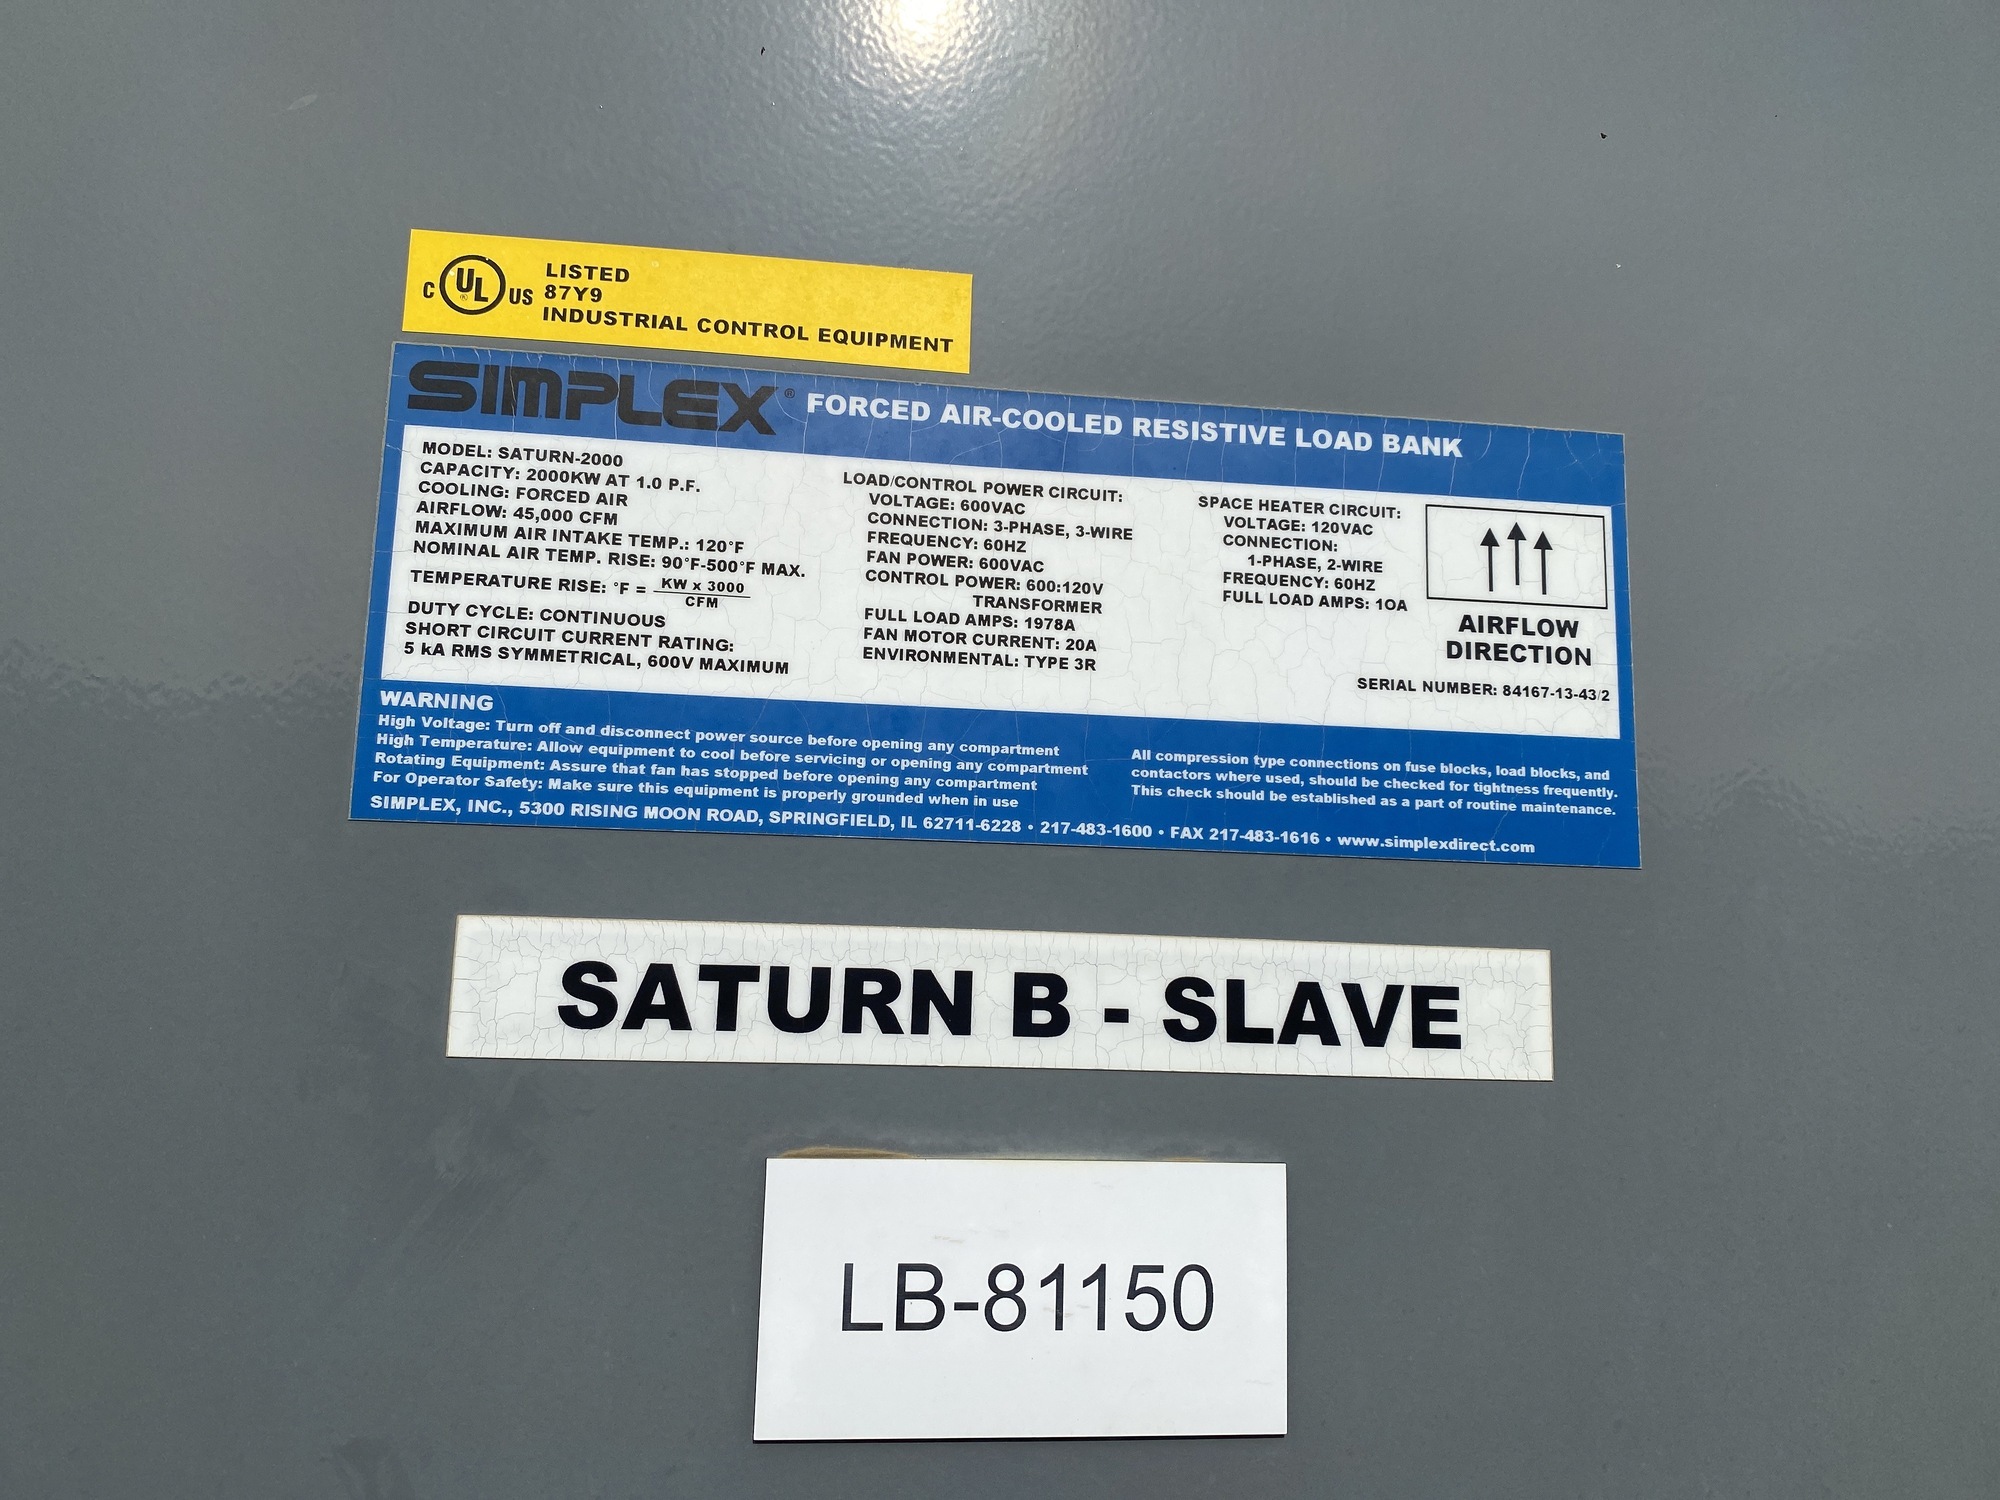 C UL® US
LISTED
87Y9
INDUSTRIAL CONTROL EQUIPMENT
SIMPLEX® FORCED AIR-COOLED RESISTIVE LOAD BANK
MODEL: SATURN-2000
CAPACITY: 2000KW AT 1.0 P.F.
COOLING: FORCED AIR
AIRFLOW: 45,000 CFM
MAXIMUM AIR INTAKE TEMP.: 120°F
NOMINAL AIR TEMP. RISE: 90°F-500°F MAX.
TEMPERATURE RISE: °F = KW x 3000
CFM
DUTY CYCLE: CONTINUOUS
SHORT CIRCUIT CURRENT RATING:
5 kA RMS SYMMETRICAL, 600V MAXIMUM
LOAD/CONTROL POWER CIRCUIT:
VOLTAGE: 600VAC
CONNECTION: 3-PHASE, 3-WIRE
FREQUENCY: 60HZ
FAN POWER: 600VAC
CONTROL POWER: 600:120V
TRANSFORMER
FULL LOAD AMPS: 1978A
FAN MOTOR CURRENT: 20A
ENVIRONMENTAL: TYPE 3R
SPACE HEATER CIRCUIT:
VOLTAGE: 120VAC
CONNECTION:
1-PHASE, 2-WIRE
FREQUENCY: 60HZ
FULL LOAD AMPS: 10A
AIRFLOW
DIRECTION
SERIAL NUMBER: 84167-13-43/2
WARNING
High Voltage: Turn off and disconnect power source before opening any compartment
High Temperature: Allow equipment to cool before servicing or opening any compartment
Rotating Equipment: Assure that fan has stopped before opening any compartment
For Operator Safety: Make sure this equipment is properly grounded when in use
All compression type connections on fuse blocks, load blocks, and
contactors where used, should be checked for tightness frequently.
This check should be established as a part of routine maintenance.
SIMPLEX, INC., 5300 RISING MOON ROAD, SPRINGFIELD, IL 62711-6228 • 217-483-1600 • FAX 217-483-1616 • www.simplexdirect.com
SATURN B - SLAVE
LB-81150